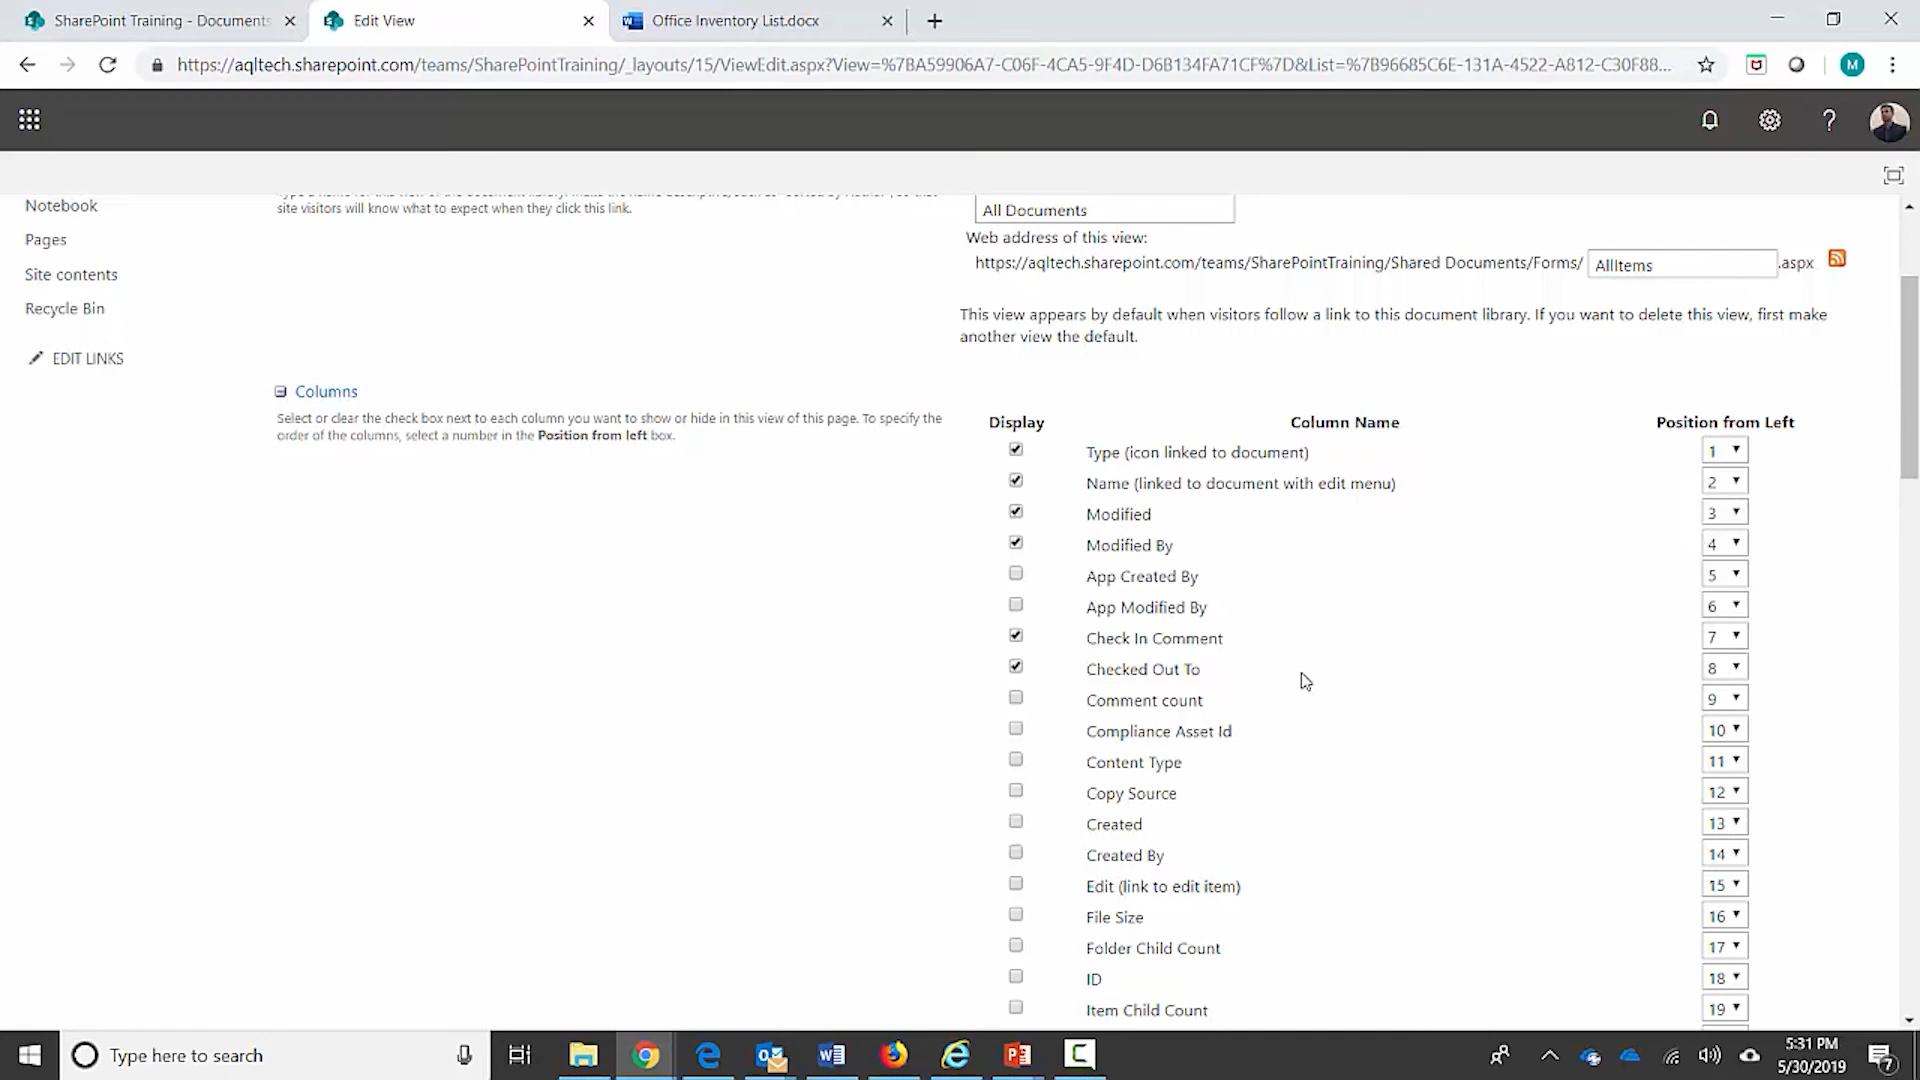 SharePoint Training - Documents
Edit View
Office Inventory List.docx
https://aqltech.sharepoint.com/teams/SharePointTraining/_layouts/15/ViewEdit.aspx?View=%7BA59906A7-C06F-4CA5-9F4D-D6B134FA71CF%7D&List=%7B96685C6E-131A-4522-A812-C30F88...
M
Notebook
Pages
Site contents
Recycle Bin
EDIT LINKS
site visitors will know what to expect when they click this link.
All Documents
Web address of this view:
https://aqltech.sharepoint.com/teams/SharePointTraining/Shared Documents/Forms/ AllItems .aspx
This view appears by default when visitors follow a link to this document library. If you want to delete this view, first make
another view the default.
Columns
Select or clear the check box next to each column you want to show or hide in this view of this page. To specify the
order of the columns, select a number in the Position from left box.
Display Column Name Position from Left
Type (icon linked to document) 1
Name (linked to document with edit menu) 2
Modified 3
Modified By 4
App Created By 5
App Modified By 6
Check In Comment 7
Checked Out To 8
Comment count 9
Compliance Asset Id 10
Content Type 11
Copy Source 12
Created 13
Created By 14
Edit (link to edit item) 15
File Size 16
Folder Child Count 17
ID 18
Item Child Count 19
Type here to search
5:31 PM
5/30/2019
7